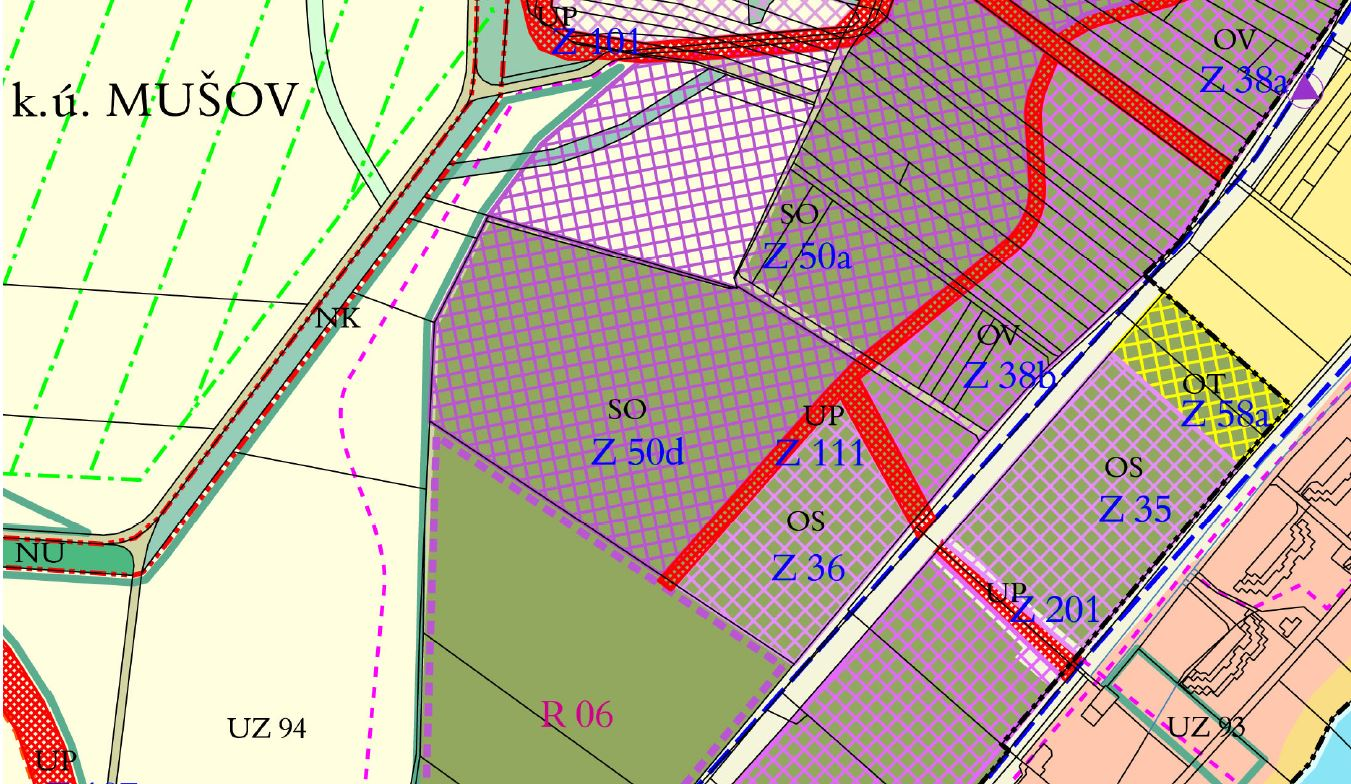 UP
Z 101
OV
Z 38a
k.ú. MUŠOV
SO
Z 50a
NK
OV
Z 38b
OT
Z 58a
SO
Z 50d
UP
Z 111
OS
Z 35
OS
Z 36
NU
UP
Z 201
R 06
UZ 94
UZ 93
UP